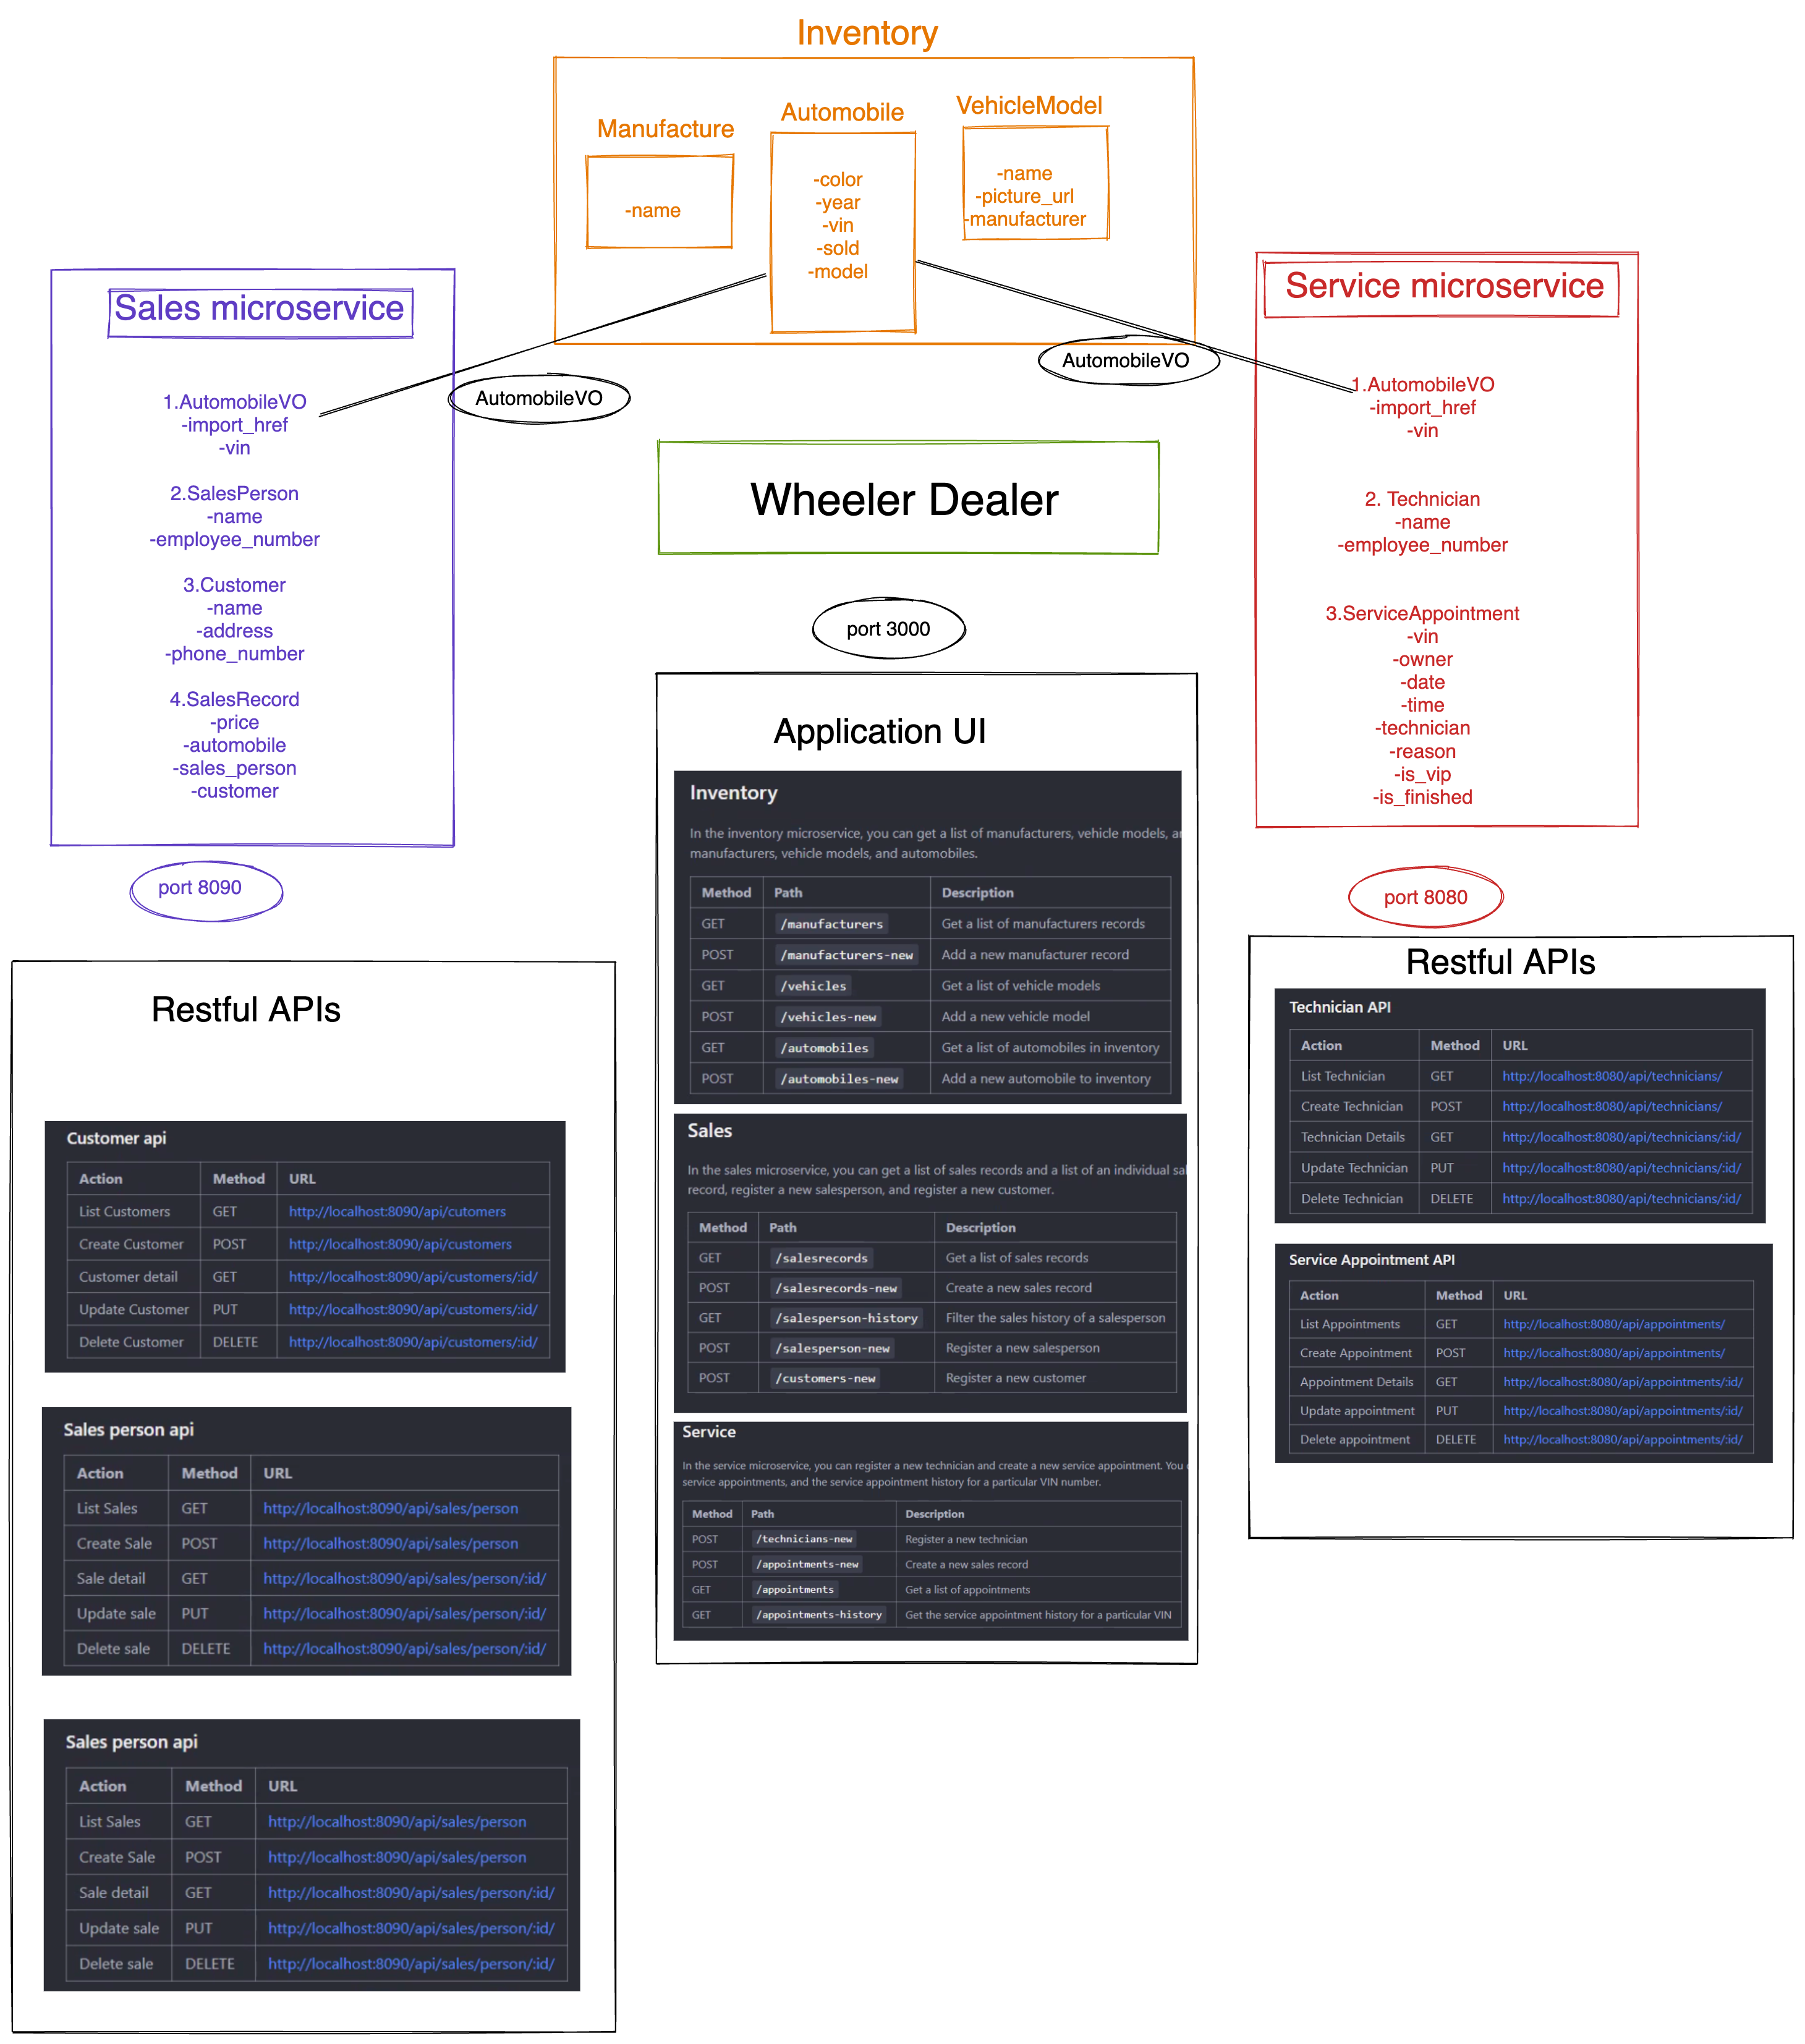 Inventory
Manufacture
-name
Automobile
-color
-year
-vin
-sold
-model
VehicleModel
-name
-picture_url
-manufacturer
Sales microservice
1.AutomobileVO
-import_href
-vin
2.SalesPerson
-name
-employee_number
3.Customer
-name
-address
-phone_number
4.SalesRecord
-price
-automobile
-sales_person
-customer
port 8090
AutomobileVO
AutomobileVO
Service microservice
1.AutomobileVO
-import_href
-vin
2. Technician
-name
-employee_number
3.ServiceAppointment
-vin
-owner
-date
-time
-technician
-reason
-is_vip
-is_finished
port 8080
Wheeler Dealer
port 3000
Restful APIs
Customer api
Action Method URL
List Customers GET http://localhost:8090/api/cutomers
Create Customer POST http://localhost:8090/api/customers
Customer detail GET http://localhost:8090/api/customers/:id/
Update Customer PUT http://localhost:8090/api/customers/:id/
Delete Customer DELETE http://localhost:8090/api/customers/:id/
Sales person api
Action Method URL
List Sales GET http://localhost:8090/api/sales/person
Create Sale POST http://localhost:8090/api/sales/person
Sale detail GET http://localhost:8090/api/sales/person/:id/
Update sale PUT http://localhost:8090/api/sales/person/:id/
Delete sale DELETE http://localhost:8090/api/sales/person/:id/
Sales person api
Action Method URL
List Sales GET http://localhost:8090/api/sales/person
Create Sale POST http://localhost:8090/api/sales/person
Sale detail GET http://localhost:8090/api/sales/person/:id/
Update sale PUT http://localhost:8090/api/sales/person/:id/
Delete sale DELETE http://localhost:8090/api/sales/person/:id/
Application UI
Inventory
In the inventory microservice, you can get a list of manufacturers, vehicle models, a
manufacturers, vehicle models, and automobiles.
Method Path Description
GET /manufacturers Get a list of manufacturers records
POST /manufacturers-new Add a new manufacturer record
GET /vehicles Get a list of vehicle models
POST /vehicles-new Add a new vehicle model
GET /automobiles Get a list of automobiles in inventory
POST /automobiles-new Add a new automobile to inventory
Sales
In the sales microservice, you can get a list of sales records and a list of an individual sa
record, register a new salesperson, and register a new customer.
Method Path Description
GET /salesrecords Get a list of sales records
POST /salesrecords-new Create a new sales record
GET /salesperson-history Filter the sales history of a salesperson
POST /salesperson-new Register a new salesperson
POST /customers-new Register a new customer
Service
In the service microservice, you can register a new technician and create a new service appointment. You
service appointments, and the service appointment history for a particular VIN number.
Method Path Description
POST /technicians-new Register a new technician
POST /appointments-new Create a new sales record
GET /appointments Get a list of appointments
GET /appointments-history Get the service appointment history for a particular VIN
Restful APIs
Technician API
Action Method URL
List Technician GET http://localhost:8080/api/technicians/
Create Technician POST http://localhost:8080/api/technicians/
Technician Details GET http://localhost:8080/api/technicians/:id/
Update Technician PUT http://localhost:8080/api/technicians/:id/
Delete Technician DELETE http://localhost:8080/api/technicians/:id/
Service Appointment API
Action Method URL
List Appointments GET http://localhost:8080/api/appointments/
Create Appointment POST http://localhost:8080/api/appointments/
Appointment Details GET http://localhost:8080/api/appointments/:id/
Update appointment PUT http://localhost:8080/api/appointments/:id/
Delete appointment DELETE http://localhost:8080/api/appointments/:id/